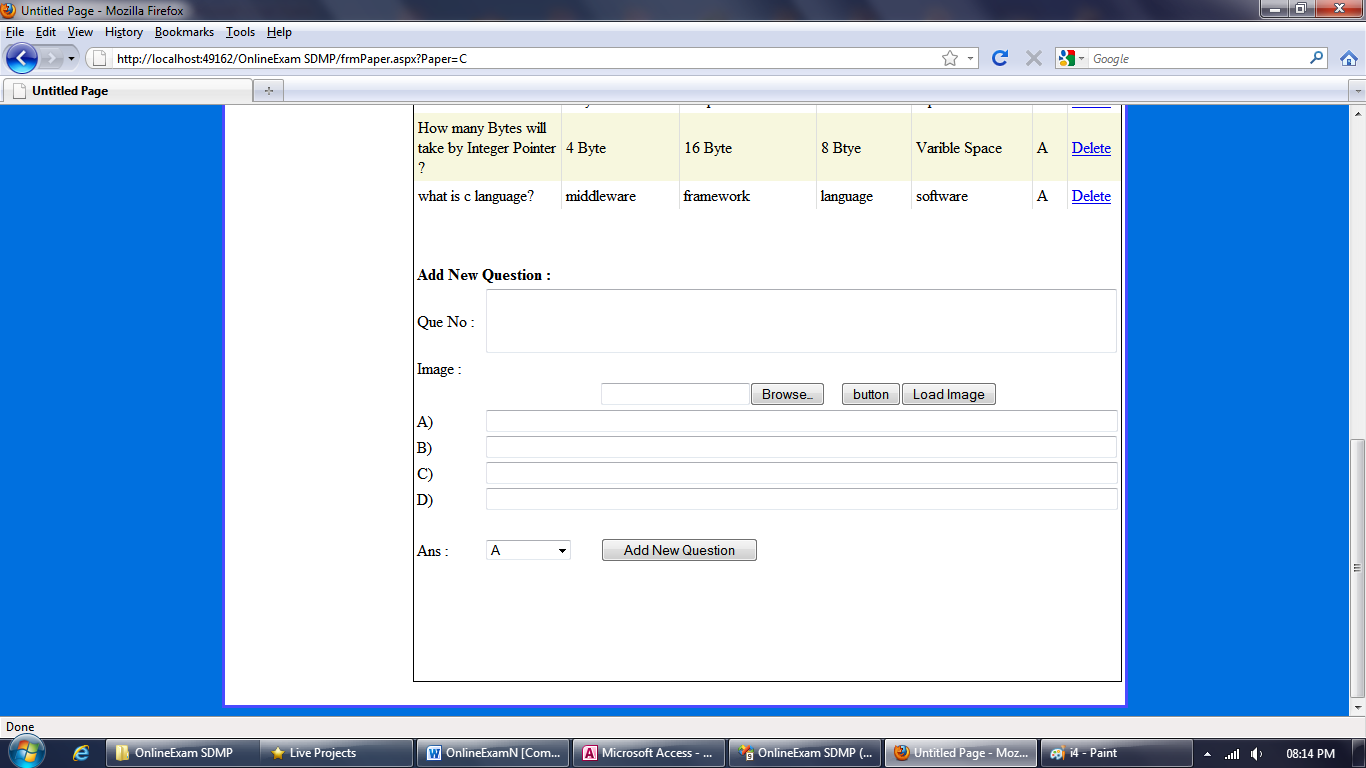 Untitled Page - Mozilla Firefox
File Edit View History Bookmarks Tools Help
http://localhost:49162/OnlineExam SDMP/frmPaper.aspx?Paper=C
Google
Untitled Page
How many Bytes will
take by Integer Pointer 4 Byte 16 Byte 8 Btye Varible Space A Delete
?
what is c language? middleware framework language software A Delete
Add New Question :
Que No :
Image :
Browse... button Load Image
A)
B)
C)
D)
Ans : A Add New Question
Done
OnlineExam SDMP Live Projects OnlineExamN [Com... Microsoft Access - ... OnlineExam SDMP (... Untitled Page - Moz... i4 - Paint 08:14 PM